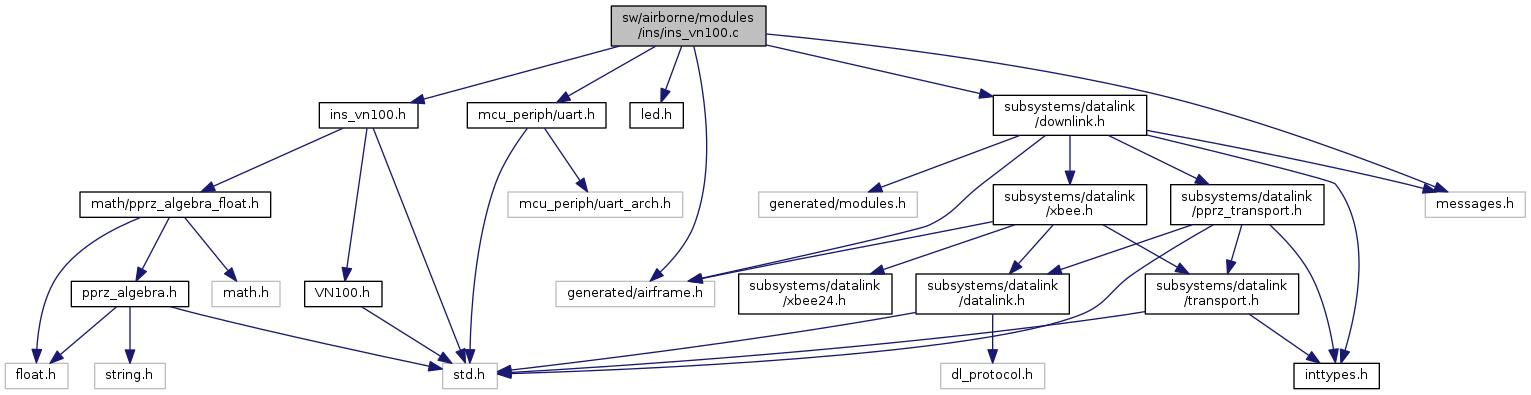 sw/airborne/modules
/ins/ins_vn100.c
ins_vn100.h
mcu_periph/uart.h
led.h
subsystems/datalink
/downlink.h
math/pprz_algebra_float.h
mcu_periph/uart_arch.h
generated/modules.h
subsystems/datalink
/xbee.h
subsystems/datalink
/pprz_transport.h
messages.h
pprz_algebra.h
math.h
VN100.h
generated/airframe.h
subsystems/datalink
/xbee24.h
subsystems/datalink
/datalink.h
subsystems/datalink
/transport.h
float.h
string.h
std.h
dl_protocol.h
inttypes.h